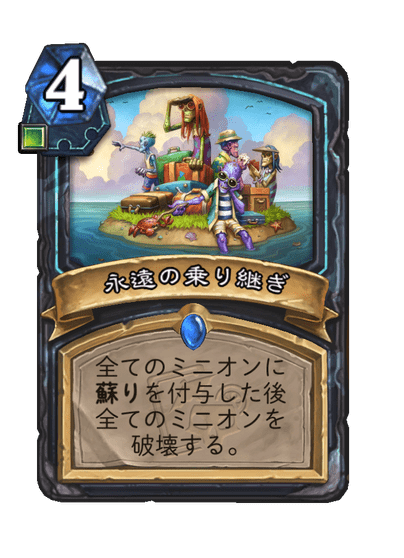 4
永遠の乗り継ぎ
全てのミニオンに
蘇りを付与した後
全てのミニオンを
破壊する。